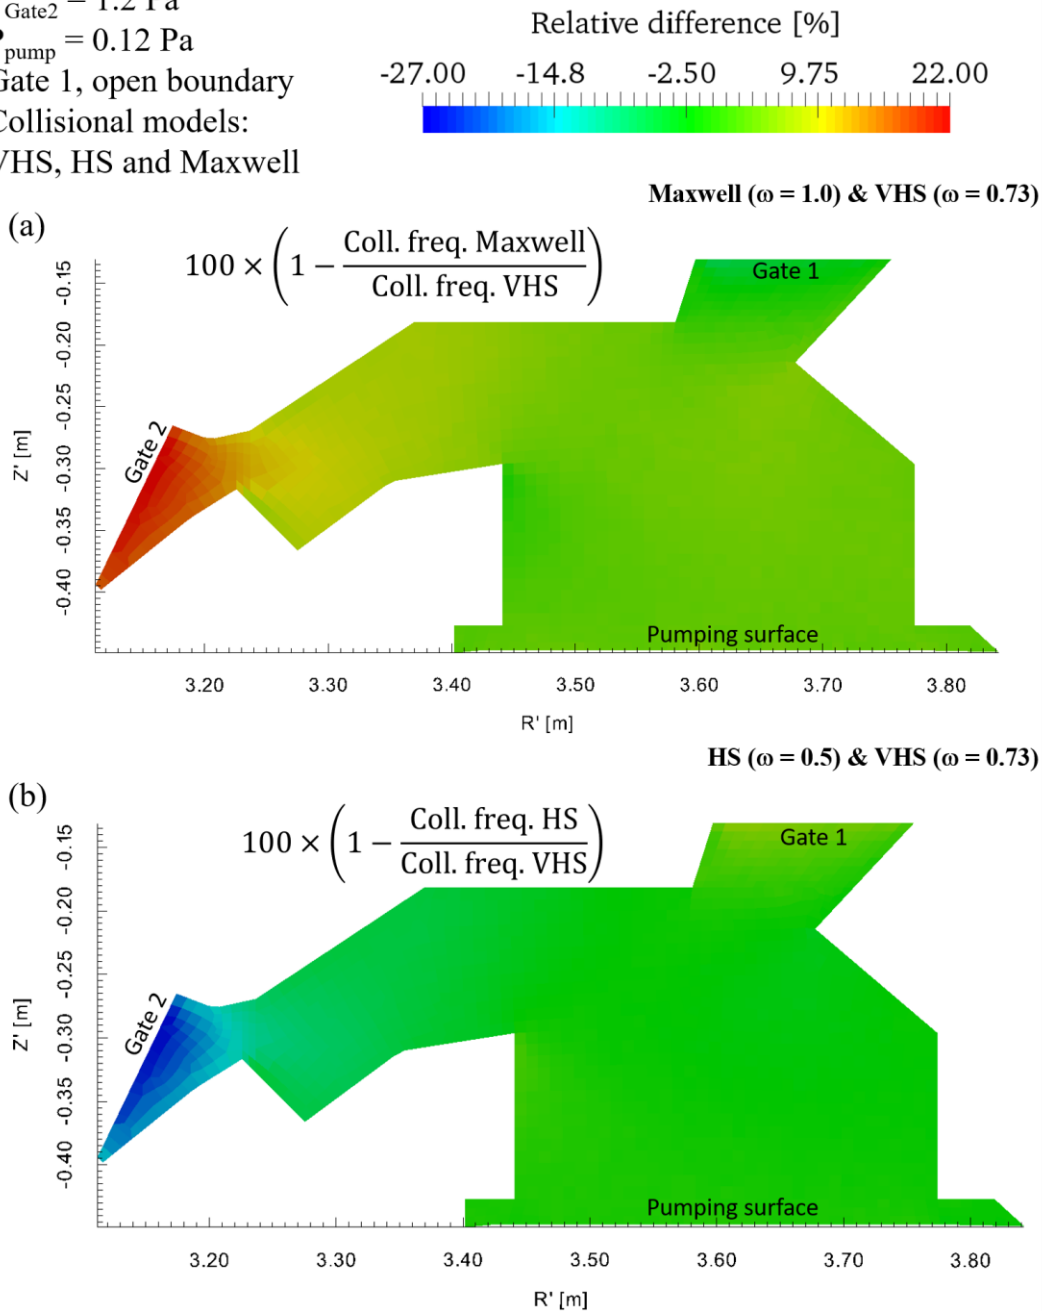 Gate2 = 1.2 Pa
pump = 0.12 Pa
Gate 1, open boundary
Collisional models:
VHS, HS and Maxwell
Relative difference [%]
-27.00 -14.8 -2.50 9.75 22.00
Maxwell (ω = 1.0) & VHS (ω = 0.73)
(a)
100 × (1 − Coll. freq. Maxwell / Coll. freq. VHS)
Gate 1
Gate 2
Pumping surface
Z' [m]
-0.15
-0.20
-0.25
-0.30
-0.35
-0.40
3.20 3.30 3.40 3.50 3.60 3.70 3.80
R' [m]
HS (ω = 0.5) & VHS (ω = 0.73)
(b)
100 × (1 − Coll. freq. HS / Coll. freq. VHS)
Gate 1
Gate 2
Pumping surface
Z' [m]
-0.15
-0.20
-0.25
-0.30
-0.35
-0.40
3.20 3.30 3.40 3.50 3.60 3.70 3.80
R' [m]